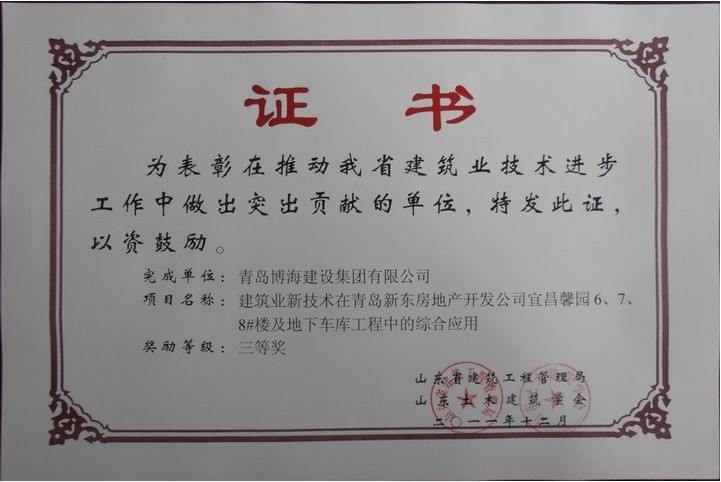 证 书
为表彰在推动我省建筑业技术进步
工作中做出突出贡献的单位，特发此证，
以资鼓励。
完成单位：青岛博海建设集团有限公司
项目名称：建筑业新技术在青岛新东房地产开发公司宜昌馨园6、7、
8#楼及地下车库工程中的综合应用
奖励等级：三等奖
山东省建筑工程管理局
山东土木建筑学会
二〇一一年十二月